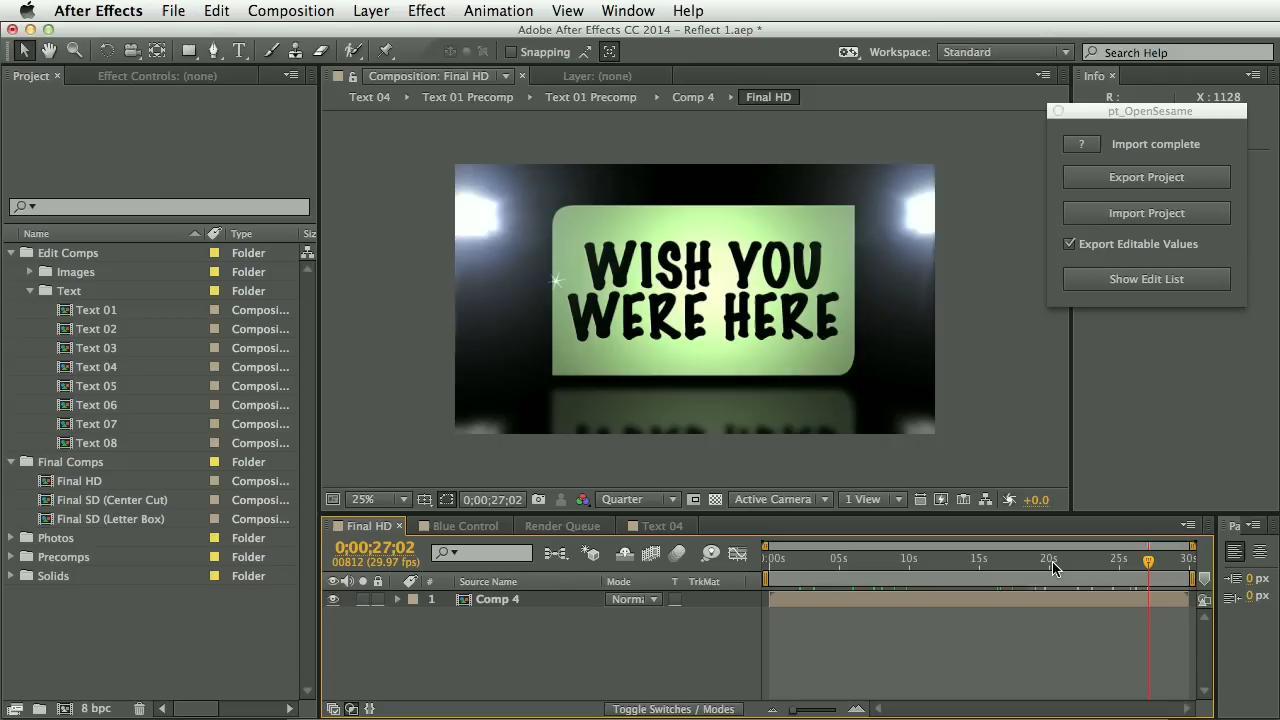 After Effects File Edit Composition Layer Effect Animation View Window Help
Adobe After Effects CC 2014 - Reflect 1.aep *
Snapping Workspace: Standard Search Help
Project Effect Controls: (none) Composition: Final HD Layer: (none) Info
Text 04 Text 01 Precomp Text 01 Precomp Comp 4 Final HD R : X : 1128
pt_OpenSesame
? Import complete
Export Project
Import Project
Export Editable Values
Show Edit List
WISH YOU
WERE HERE
Name Type Siz
Edit Comps Folder
Images Folder
Text Folder
Text 01 Composi...
Text 02 Composi...
Text 03 Composi...
Text 04 Composi...
Text 05 Composi...
Text 06 Composi...
Text 07 Composi...
Text 08 Composi...
Final Comps Folder
Final HD Composi...
Final SD (Center Cut) Composi...
Final SD (Letter Box) Composi...
Photos Folder
Precomps Folder
Solids Folder
8 bpc
25% 0;00;27;02 Quarter Active Camera 1 View +0.0
Final HD Blue Control Render Queue Text 04 Pa
0;00;27;02
00812 (29.97 fps)
):00s 05s 10s 15s 20s 25s 30s
# Source Name Mode T TrkMat
1 Comp 4 Norma
0 px
0 px
Toggle Switches / Modes